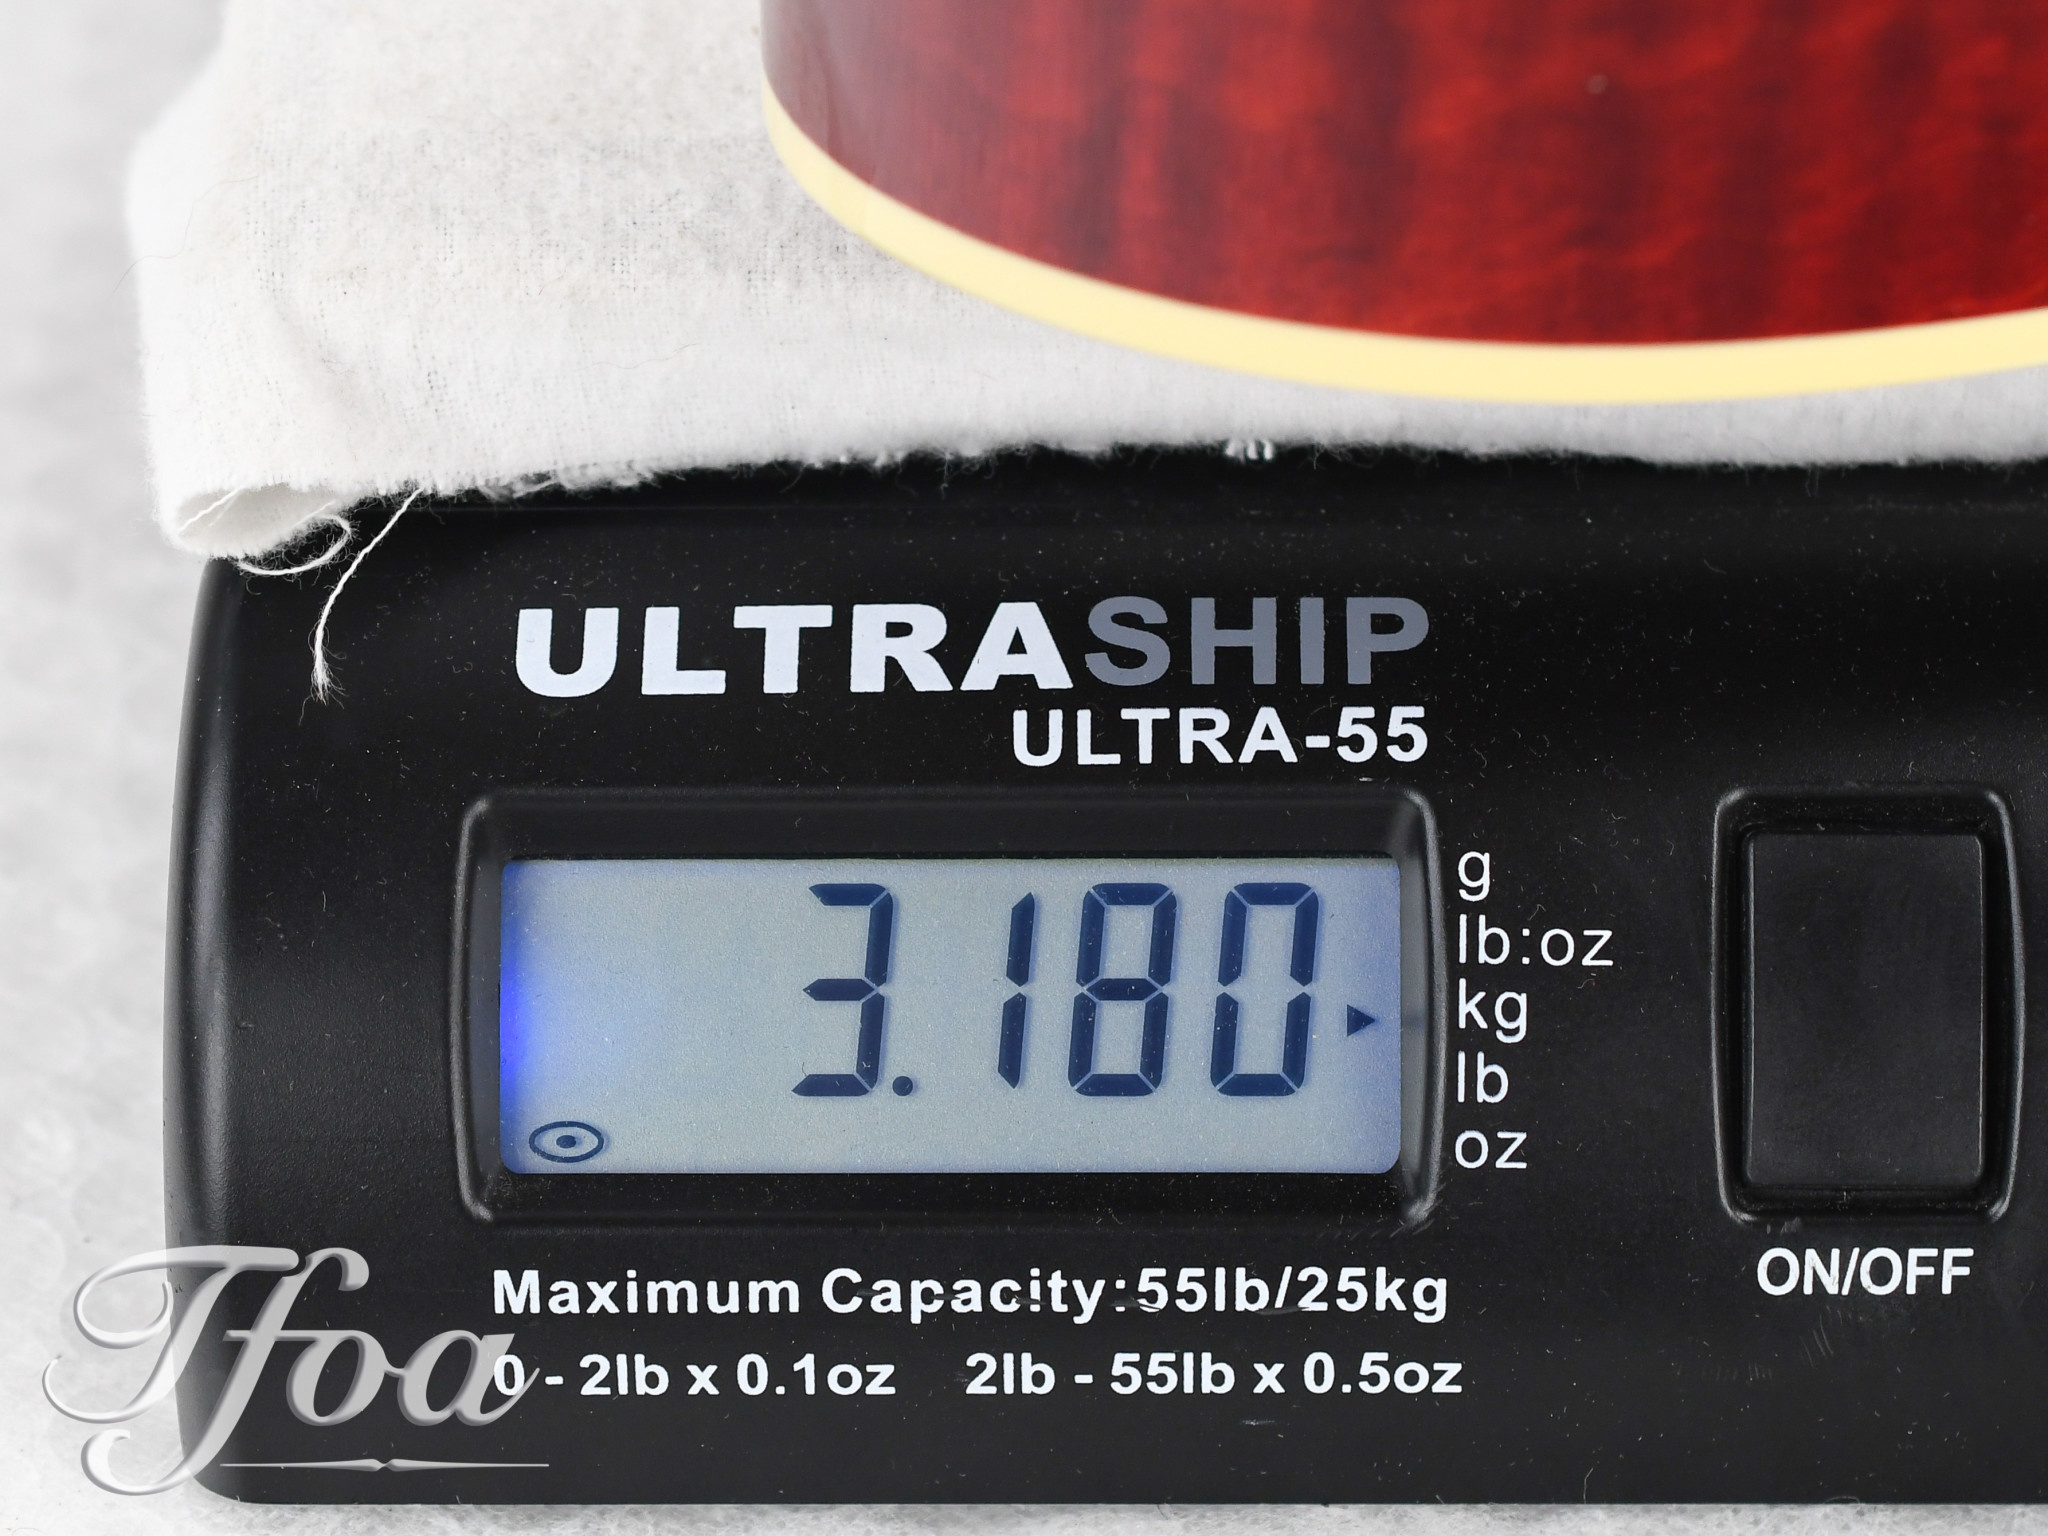 ULTRASHIP
ULTRA-55
3.180
g
lb:oz
kg
lb
oz
ON/OFF
Maximum Capacity:55lb/25kg
0 - 2lb x 0.1oz 2lb - 55lb x 0.5oz
Tfoa